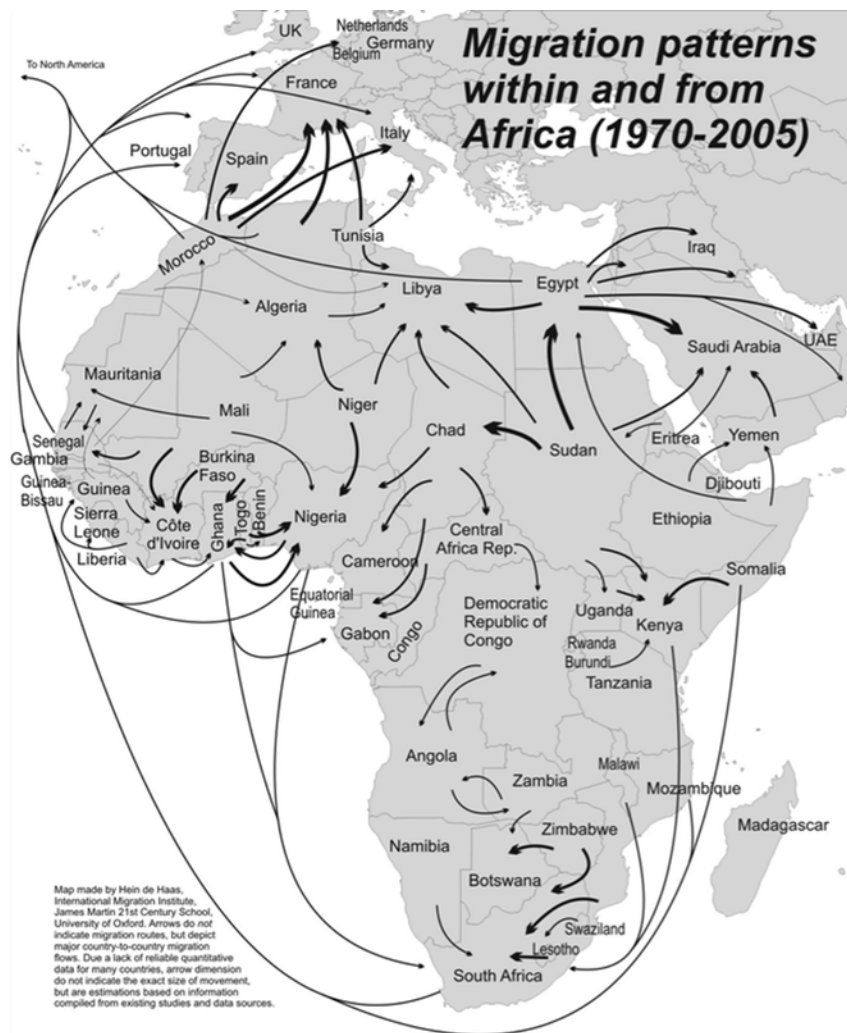 Migration patterns
within and from
Africa (1970-2005)
UK
Netherlands
Germany
Belgium
To North America
France
Italy
Portugal
Spain
Morocco
Tunisia
Iraq
Algeria
Libya
Egypt
UAE
Saudi Arabia
Mauritania
Mali
Niger
Chad
Sudan
Eritrea
Yemen
Senegal
Gambia
Burkina
Faso
Djibouti
Guinea-
Bissau
Guinea
Nigeria
Ethiopia
Sierra
Leone
Côte
d'Ivoire
Ghana
Togo
Benin
Central
Africa Rep.
Liberia
Cameroon
Somalia
Equatorial
Guinea
Democratic
Republic of
Congo
Uganda
Kenya
Gabon
Congo
Rwanda
Burundi
Tanzania
Angola
Zambia
Malawi
Mozambique
Zimbabwe
Madagascar
Namibia
Botswana
Swaziland
Lesotho
South Africa
Map made by Hein de Haas,
International Migration Institute,
James Martin 21st Century School,
University of Oxford. Arrows do not
indicate migration routes, but depict
major country-to-country migration
flows. Due a lack of reliable quantitative
data for many countries, arrow dimension
do not indicate the exact size of movement,
but are estimations based on information
compiled from existing studies and data sources.